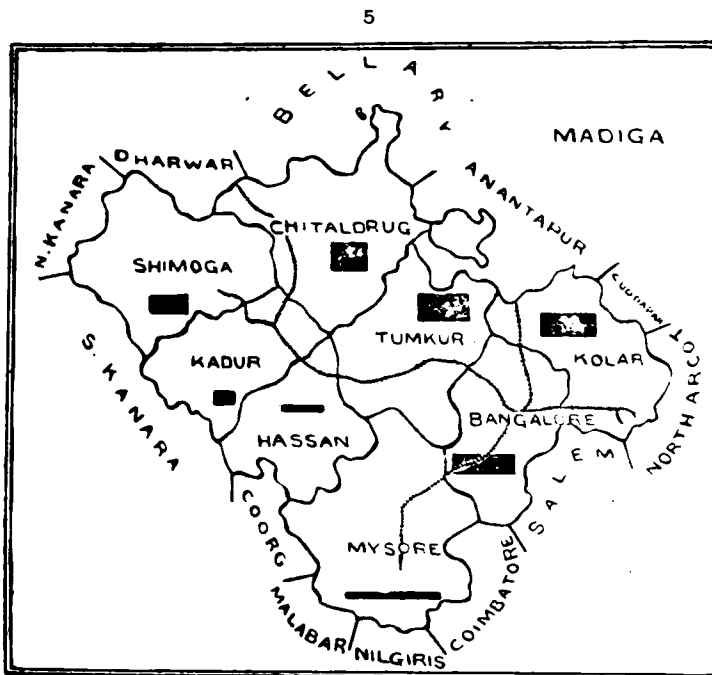 5
BELLARY
MADIGA
DHARWAR
ANANTAPUR
N. KANARA
CHITALDRUG
SHIMOGA
TUMKUR
KADUR
KOLAR
S. KANARA
NORTH ARCOT
BANGALORE
HASSAN
SALEM
COORG
MYSORE
COIMBATORE
MALABAR
NILGIRIS